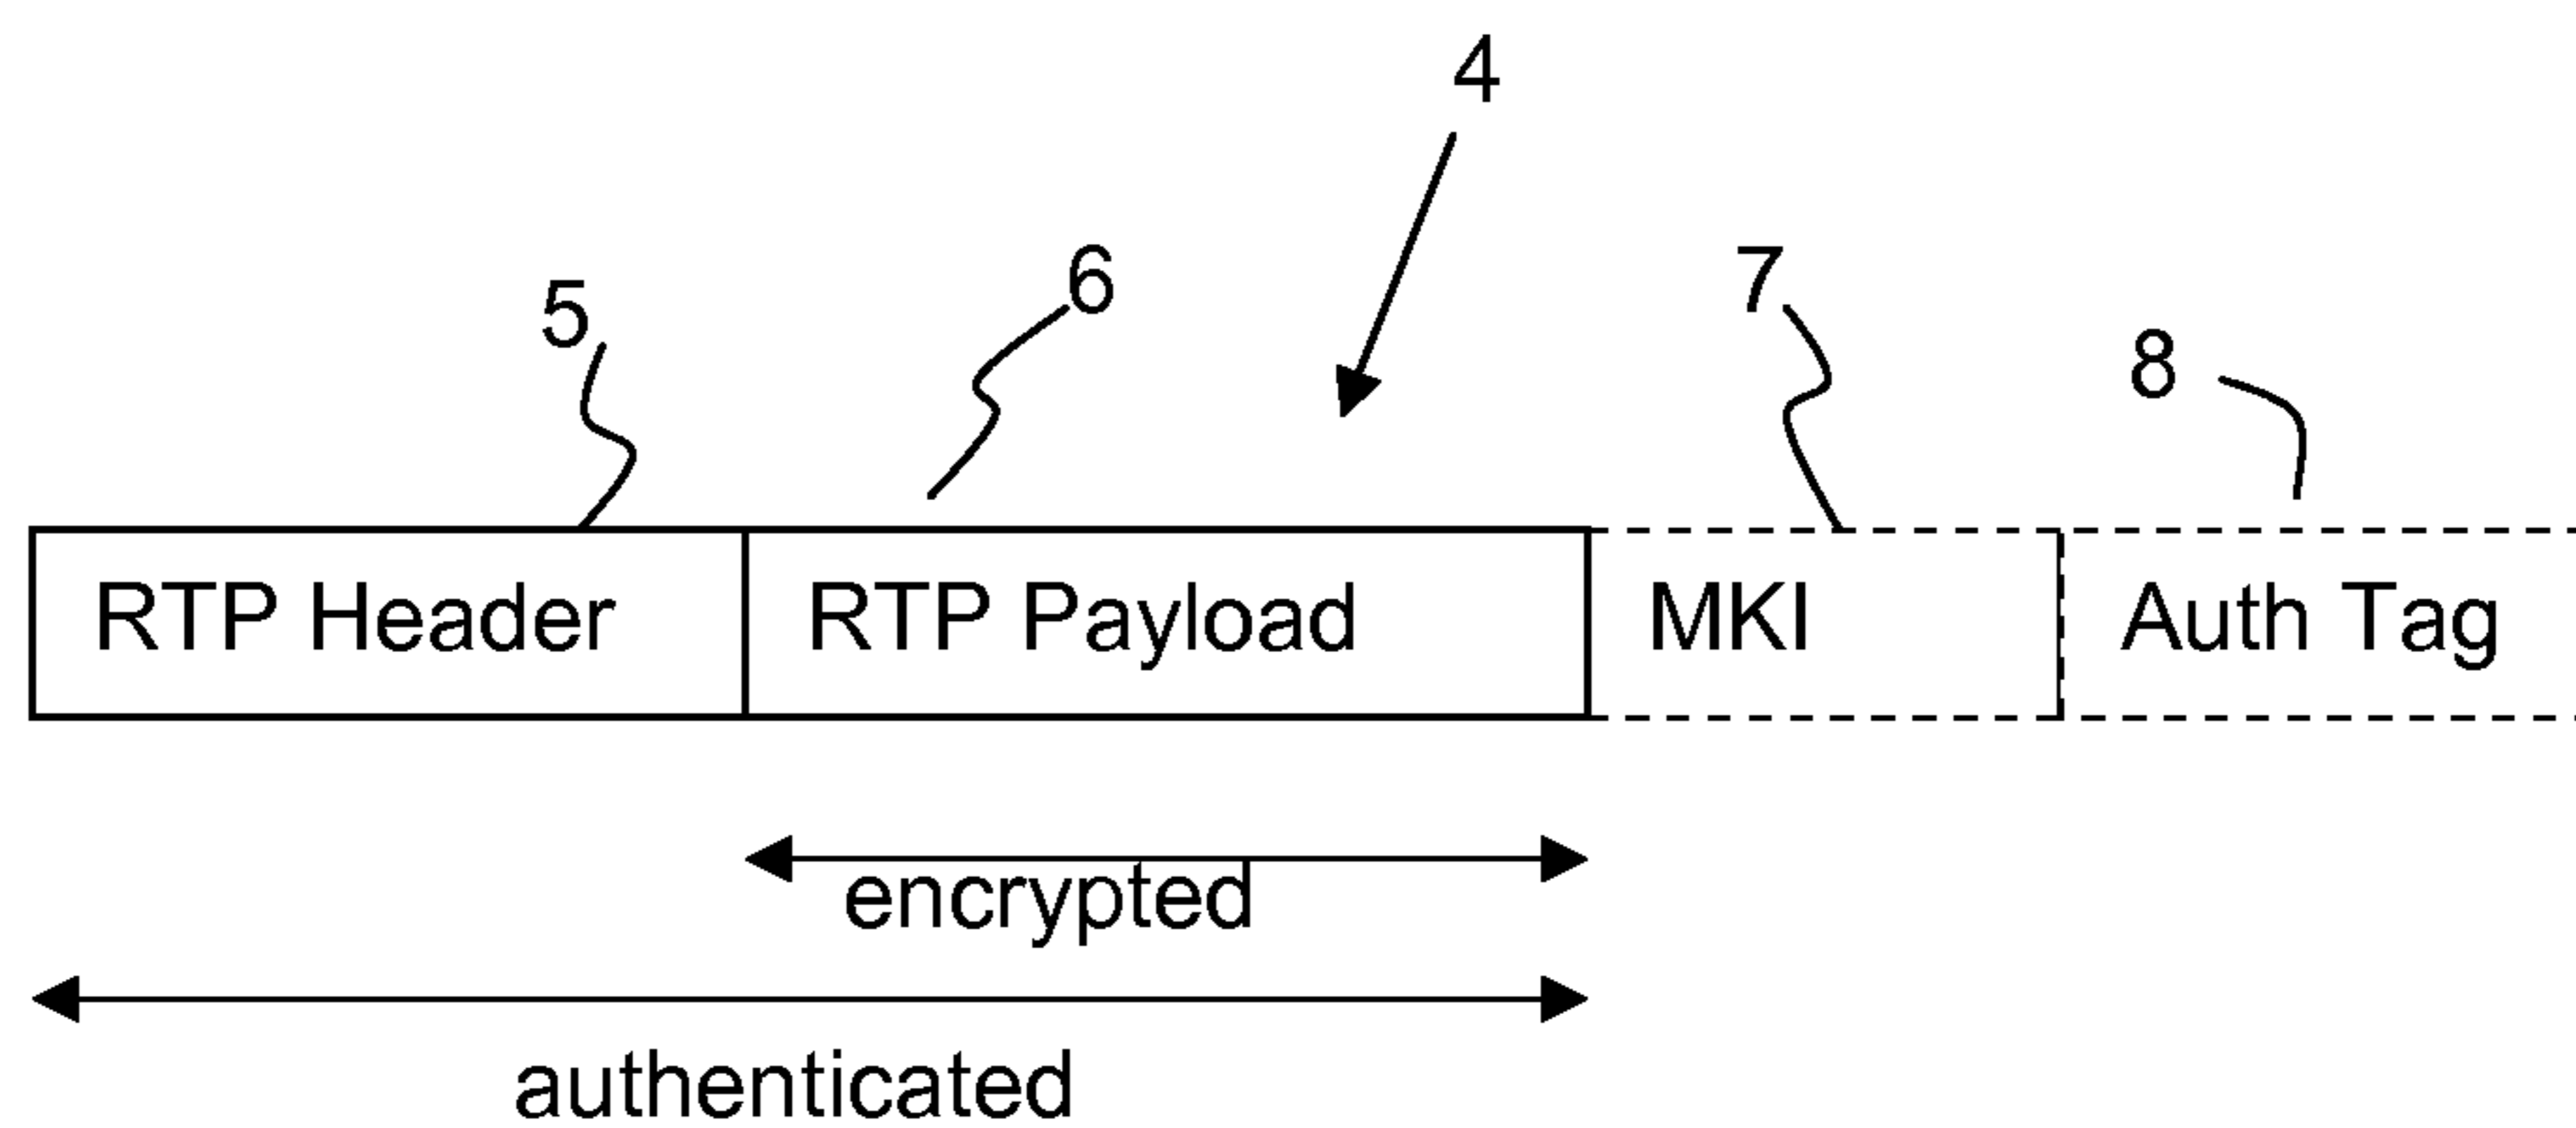 4
5
6
7
8
RTP Header
RTP Payload
MKI
Auth Tag
encrypted
authenticated